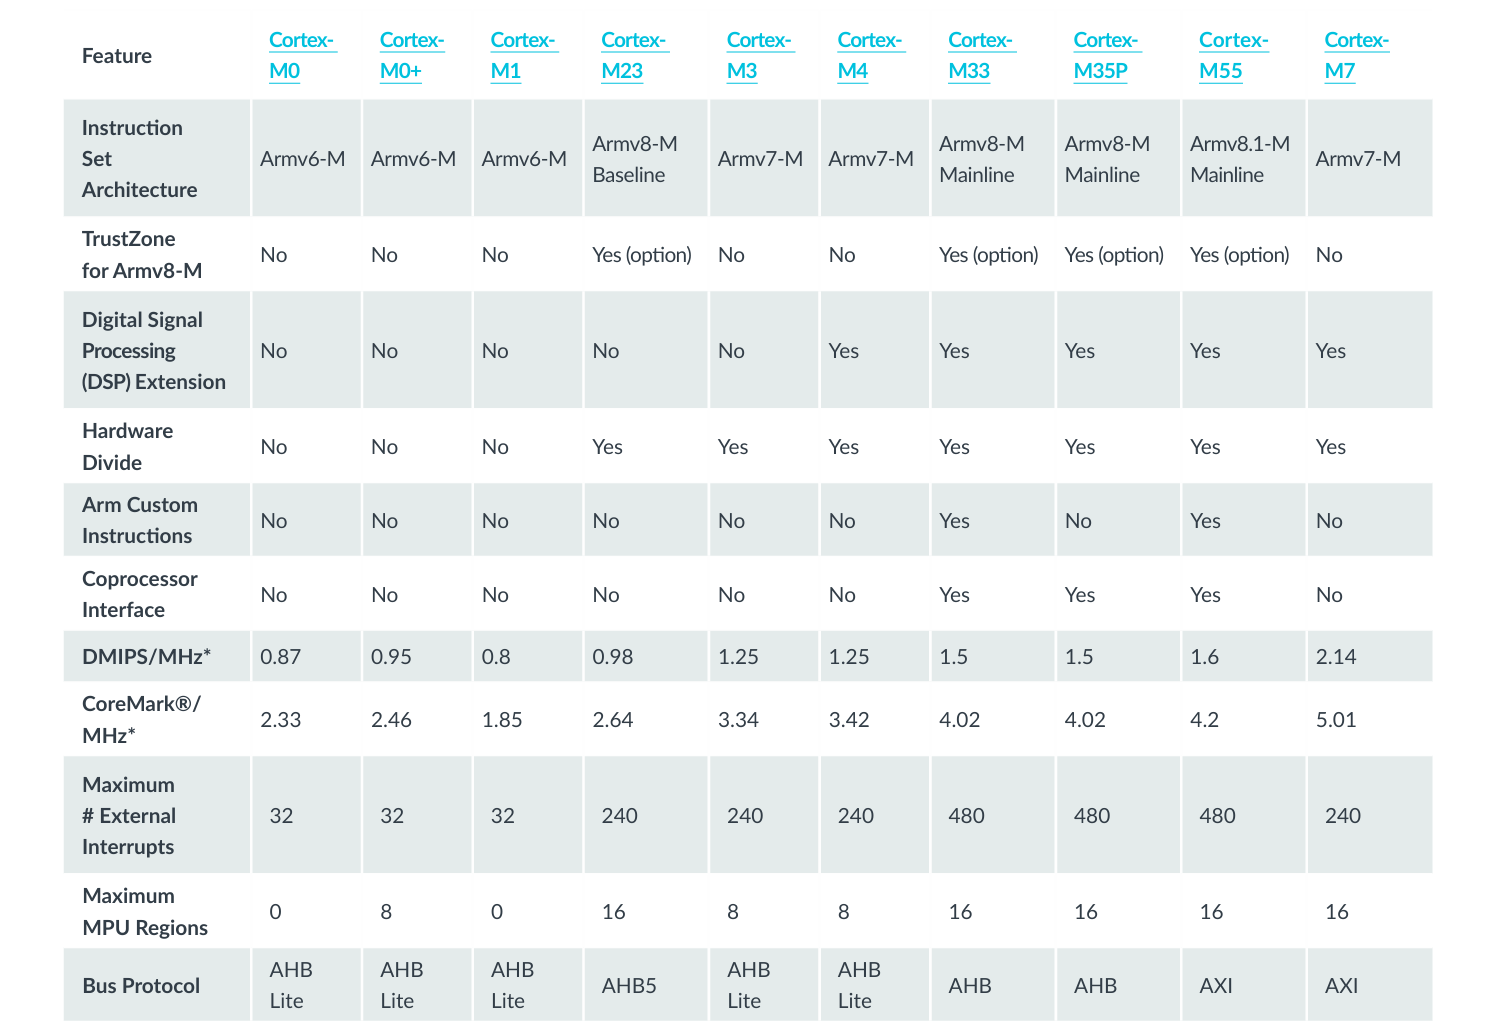 Feature Cortex-M0 Cortex-M0+ Cortex-M1 Cortex-M23 Cortex-M3 Cortex-M4 Cortex-M33 Cortex-M35P Cortex-M55 Cortex-M7
Instruction Set Architecture Armv6-M Armv6-M Armv6-M Armv8-M Baseline Armv7-M Armv7-M Armv8-M Mainline Armv8-M Mainline Armv8.1-M Mainline Armv7-M
TrustZone for Armv8-M No No No Yes (option) No No Yes (option) Yes (option) Yes (option) No
Digital Signal Processing (DSP) Extension No No No No No Yes Yes Yes Yes Yes
Hardware Divide No No No Yes Yes Yes Yes Yes Yes Yes
Arm Custom Instructions No No No No No No Yes No Yes No
Coprocessor Interface No No No No No No Yes Yes Yes No
DMIPS/MHz* 0.87 0.95 0.8 0.98 1.25 1.25 1.5 1.5 1.6 2.14
CoreMark®/MHz* 2.33 2.46 1.85 2.64 3.34 3.42 4.02 4.02 4.2 5.01
Maximum # External Interrupts 32 32 32 240 240 240 480 480 480 240
Maximum MPU Regions 0 8 0 16 8 8 16 16 16 16
Bus Protocol AHB Lite AHB Lite AHB Lite AHB5 AHB Lite AHB Lite AHB AHB AXI AXI